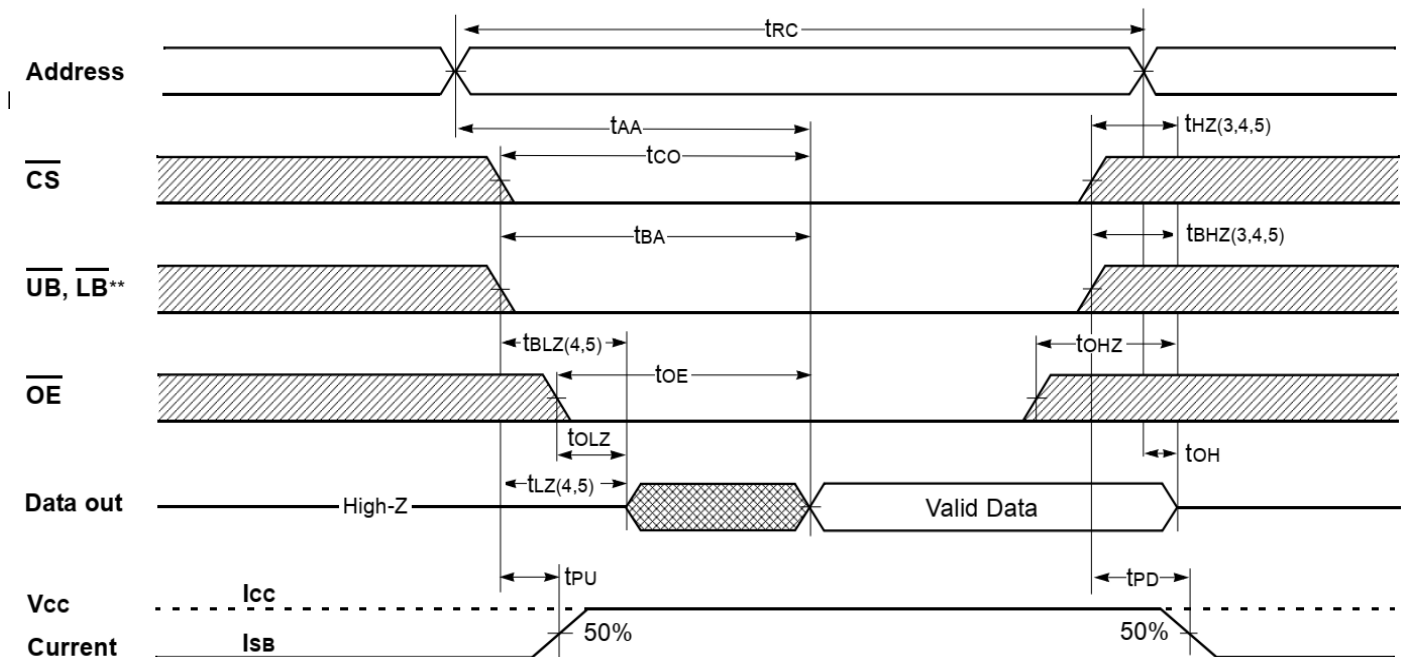 tRC
Address
tAA
tHZ(3,4,5)
tCO
CS
tBA
tBHZ(3,4,5)
UB, LB**
tBLZ(4,5)
tOHZ
tOE
OE
tOLZ
tOH
tLZ(4,5)
Data out
High-Z
Valid Data
tPU
tPD
ICC
VCC
50%
50%
ISB
Current